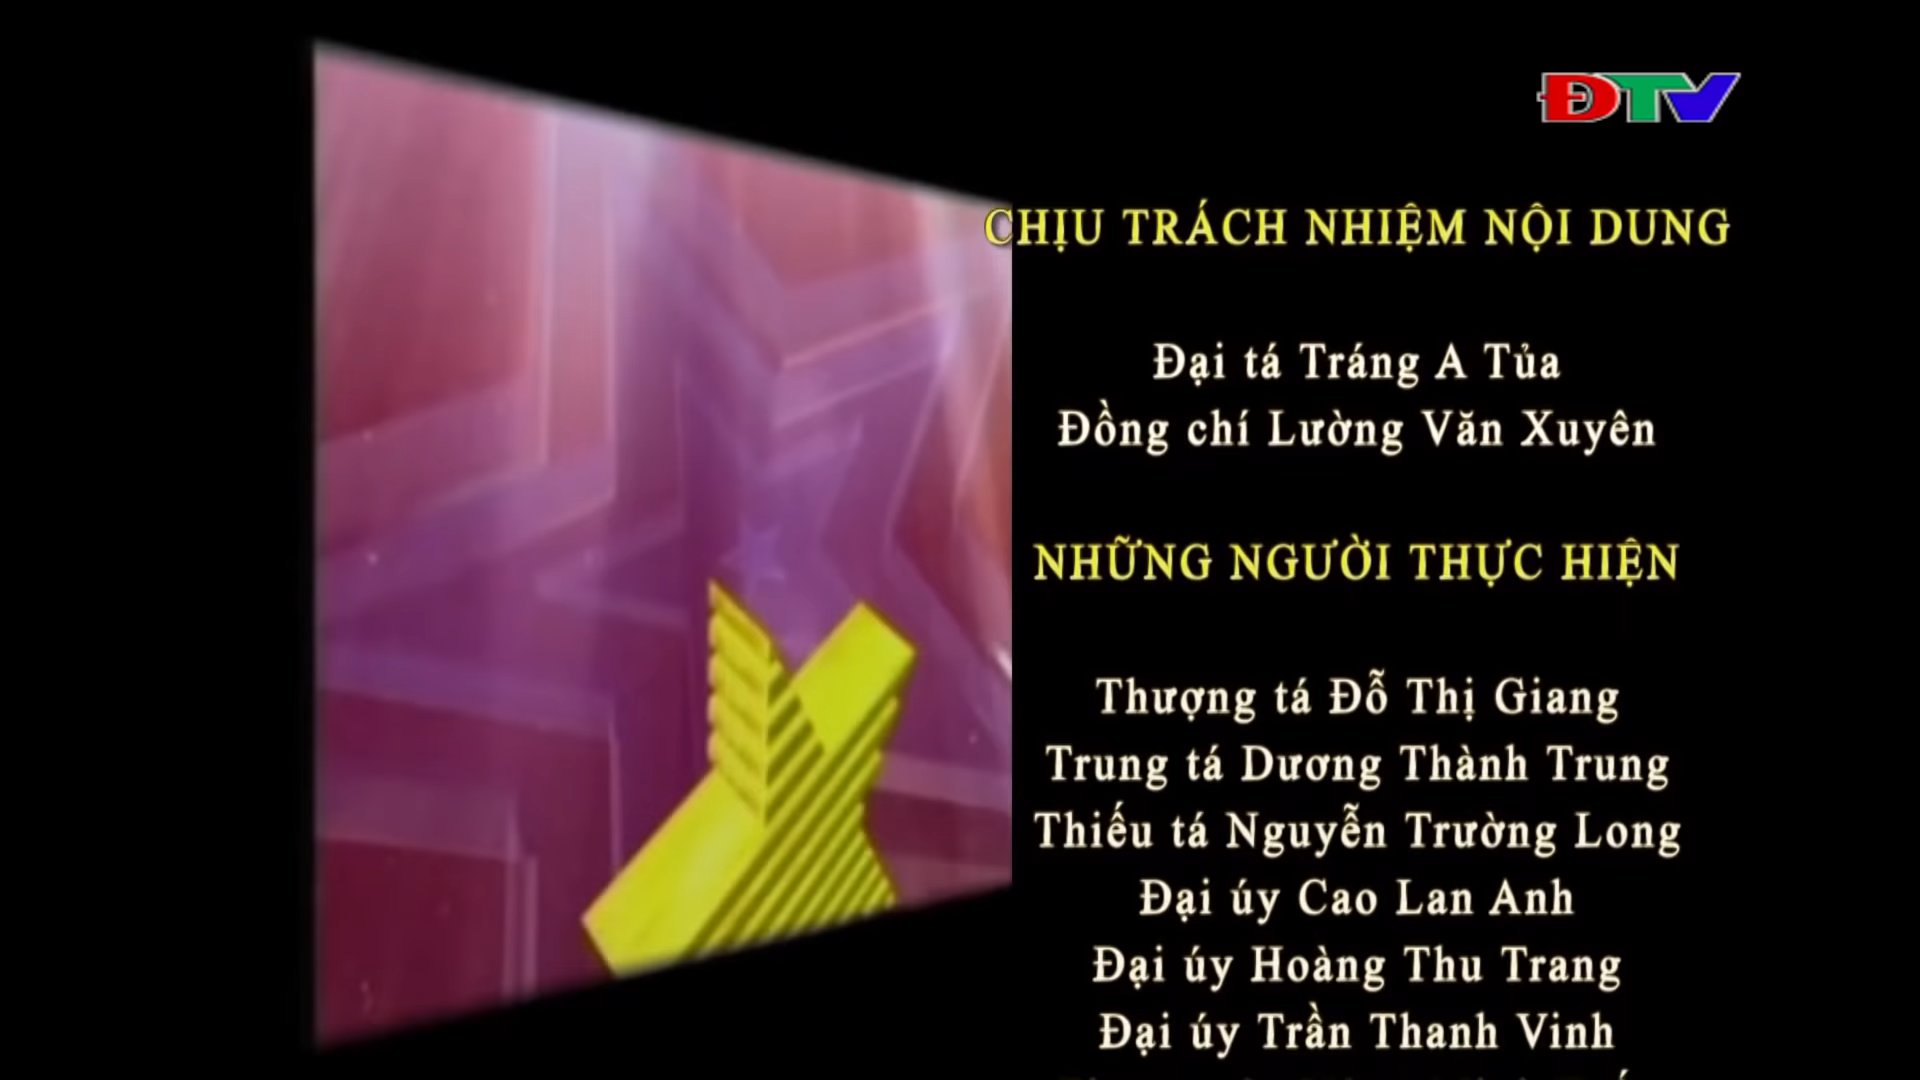 ĐTV
CHỊU TRÁCH NHIỆM NỘI DUNG
Đại tá Tráng A Tủa
Đồng chí Lường Văn Xuyên
NHỮNG NGƯỜI THỰC HIỆN
Thượng tá Đỗ Thị Giang
Trung tá Dương Thành Trung
Thiếu tá Nguyễn Trường Long
Đại úy Cao Lan Anh
Đại úy Hoàng Thu Trang
Đại úy Trần Thanh Vinh